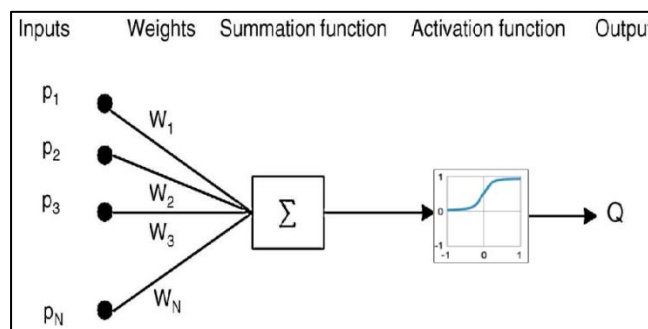 Inputs Weights Summation function Activation function Output
p1
W1
p2
W2
p3
W3
WN
pN
Σ
1
0
-1
-1 0 1
Q